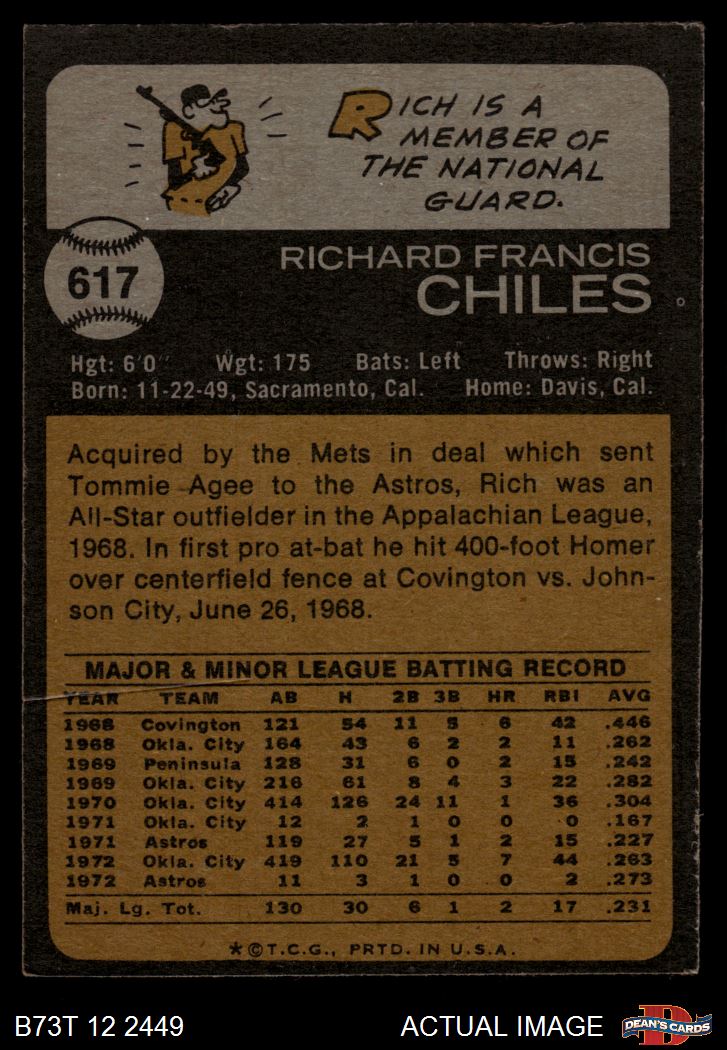 RICH IS A
MEMBER OF
THE NATIONAL
GUARD.
617
RICHARD FRANCIS
CHILES
Hgt: 6'0" Wgt: 175 Bats: Left Throws: Right
Born: 11-22-49, Sacramento, Cal. Home: Davis, Cal.
Acquired by the Mets in deal which sent
Tommie Agee to the Astros, Rich was an
All-Star outfielder in the Appalachian League,
1968. In first pro at-bat he hit 400-foot Homer
over centerfield fence at Covington vs. John-
son City, June 26, 1968.
MAJOR & MINOR LEAGUE BATTING RECORD
YEAR TEAM AB H 2B 3B HR RBI AVG
1968 Covington 121 54 11 5 6 42 .446
1968 Okla. City 164 43 6 2 2 11 .262
1969 Peninsula 128 31 6 0 2 15 .242
1969 Okla. City 216 61 8 4 3 22 .282
1970 Okla. City 414 126 24 11 1 36 .304
1971 Okla. City 12 2 1 0 0 0 .167
1971 Astros 119 27 5 1 2 15 .227
1972 Okla. City 419 110 21 5 7 44 .263
1972 Astros 11 3 1 0 0 2 .273
Maj. Lg. Tot. 130 30 6 1 2 17 .231
*©T.C.G., PRTD. IN U.S.A.
B73T 12 2449 ACTUAL IMAGE D DEAN'S CARDS